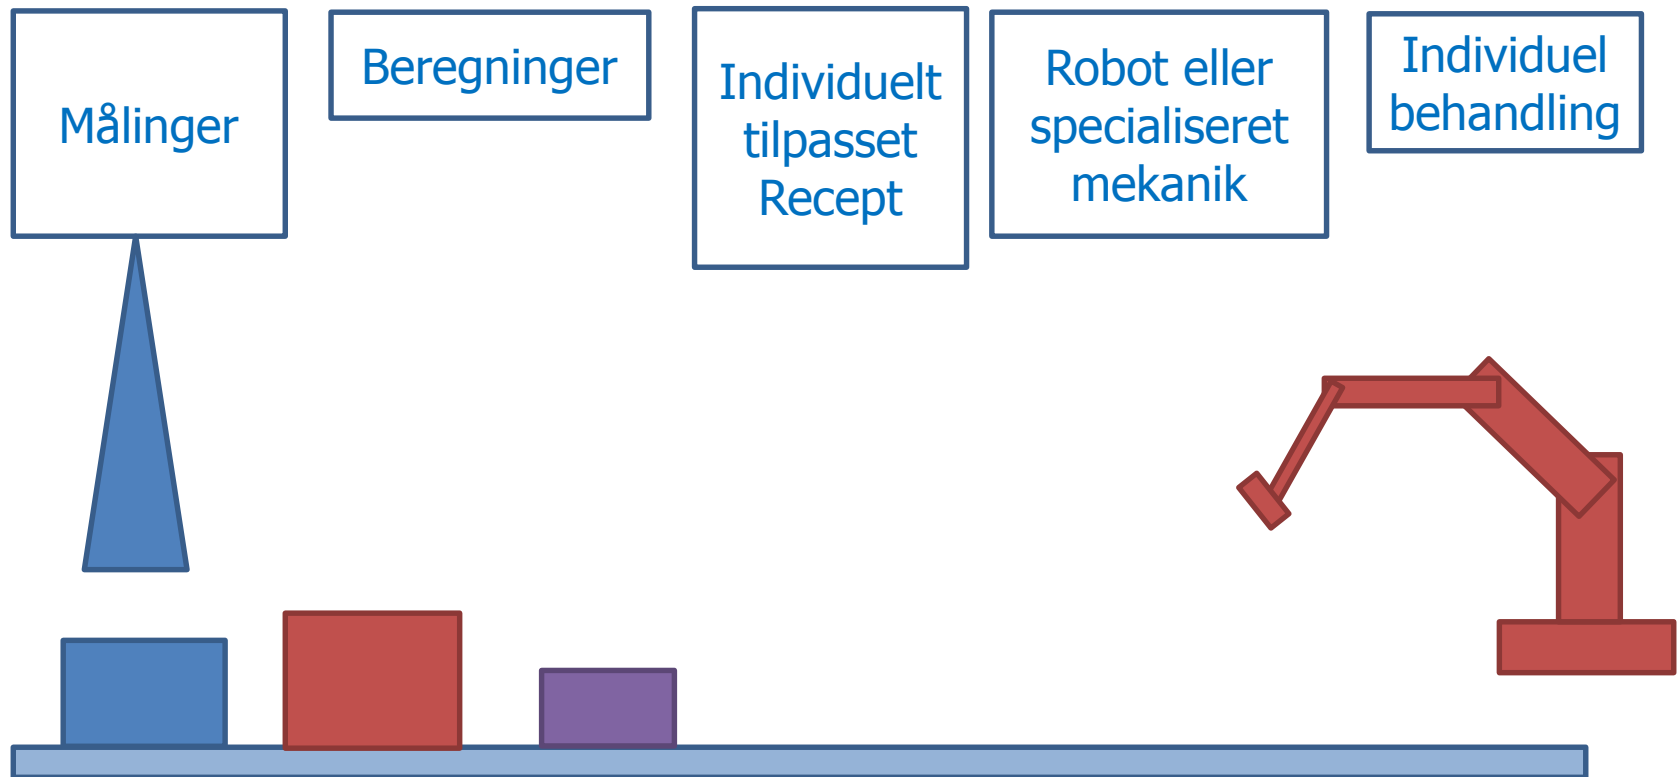 Målinger
Beregninger
Individuelt
tilpasset
Recept
Robot eller
specialiseret
mekanik
Individuel
behandling